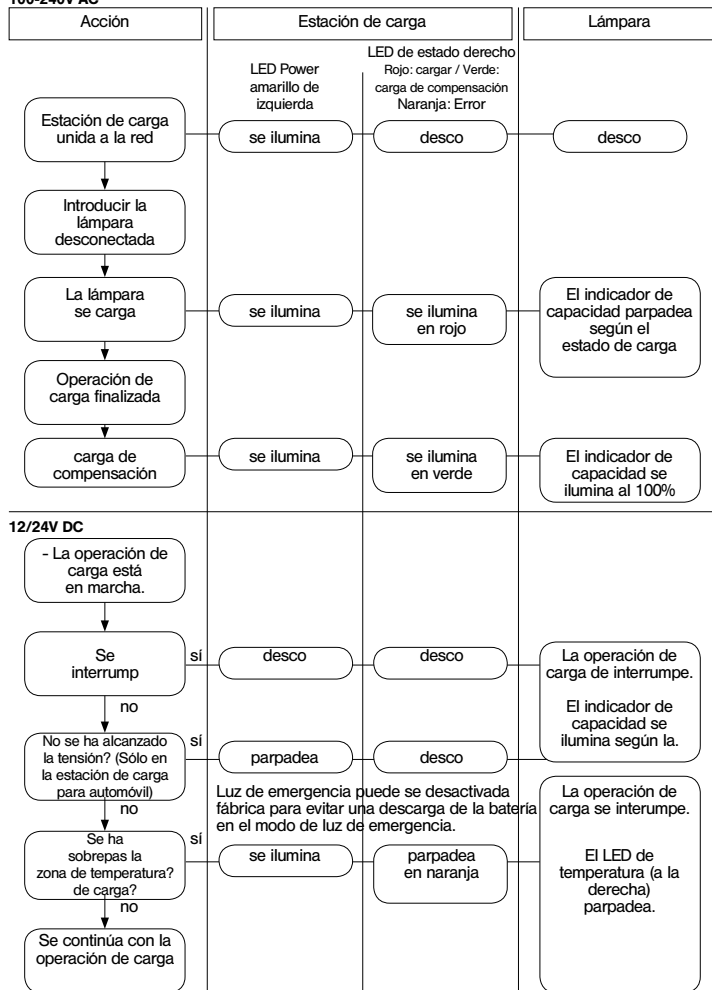 100-240V AC
Acción
Estación de carga
Lámpara
LED Power
amarillo de
izquierda
LED de estado derecho
Rojo: cargar / Verde:
carga de compensación
Naranja: Error
Estación de carga
unida a la red
se ilumina
desco
desco
Introducir la
lámpara
desconectada
La lámpara
se carga
se ilumina
se ilumina
en rojo
El indicador de
capacidad parpadea
según el
estado de carga
Operación de
carga finalizada
carga de
compensación
se ilumina
se ilumina
en verde
El indicador de
capacidad se
ilumina al 100%
12/24V DC
- La operación de
carga está
en marcha.
Se
interrump
sí
desco
desco
La operación de
carga de interrumpe.
El indicador de
capacidad se
ilumina según la.
no
No se ha alcanzado
la tensión? (Sólo en
la estación de carga
para automóvil)
sí
parpadea
desco
Luz de emergencia puede se desactivada
fábrica para evitar una descarga de la batería
en el modo de luz de emergencia.
La operación de
carga se interumpe.
El LED de
temperatura (a la
derecha)
parpadea.
no
Se ha
sobrepas la
zona de temperatura?
de carga?
sí
se ilumina
parpadea
en naranja
no
Se continúa con la
operación de carga